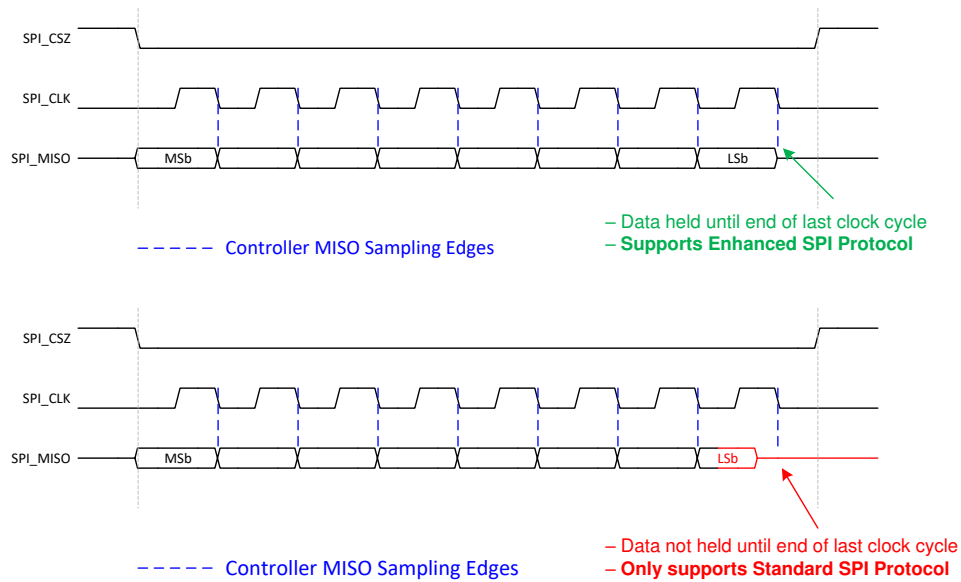 SPI_CSZ
SPI_CLK
SPI_MISO
MSb
LSb
– Data held until end of last clock cycle
– Supports Enhanced SPI Protocol
Controller MISO Sampling Edges
SPI_CSZ
SPI_CLK
SPI_MISO
MSb
LSb
– Data not held until end of last clock cycle
– Only supports Standard SPI Protocol
Controller MISO Sampling Edges